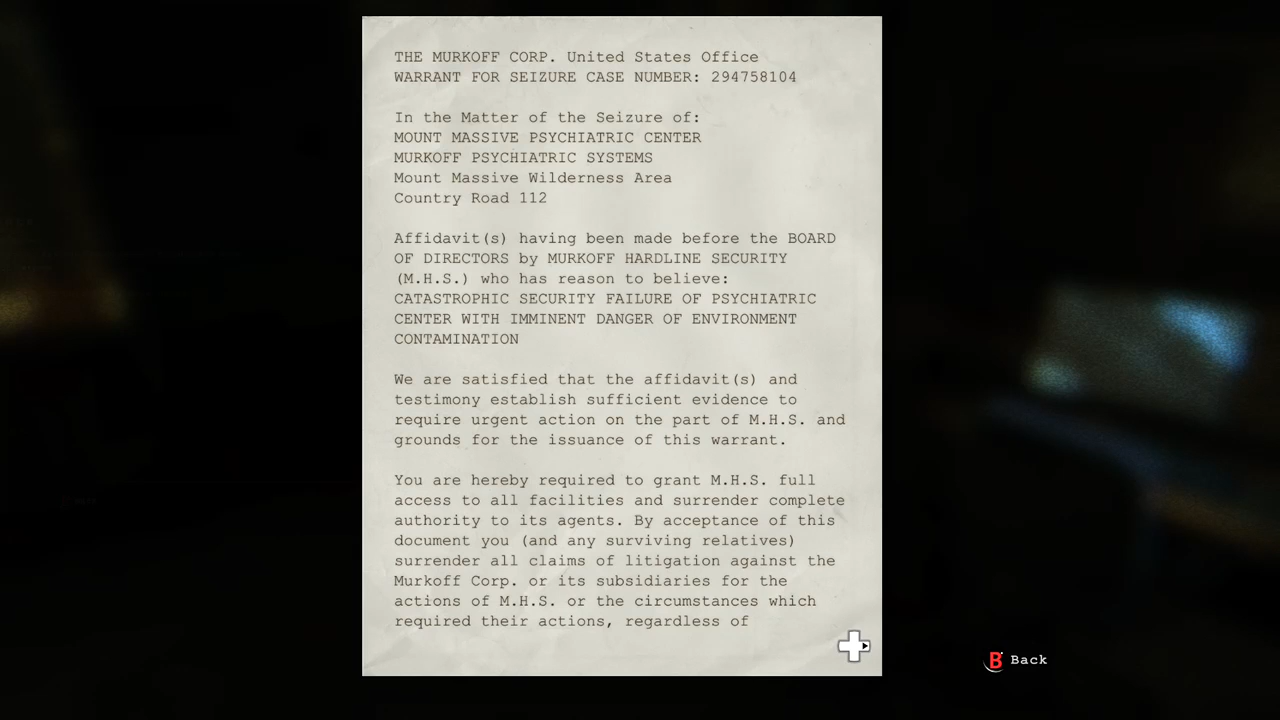 THE MURKOFF CORP. United States Office
WARRANT FOR SEIZURE CASE NUMBER: 294758104
In the Matter of the Seizure of:
MOUNT MASSIVE PSYCHIATRIC CENTER
MURKOFF PSYCHIATRIC SYSTEMS
Mount Massive Wilderness Area
Country Road 112
Affidavit(s) having been made before the BOARD
OF DIRECTORS by MURKOFF HARDLINE SECURITY
(M.H.S.) who has reason to believe:
CATASTROPHIC SECURITY FAILURE OF PSYCHIATRIC
CENTER WITH IMMINENT DANGER OF ENVIRONMENT
CONTAMINATION
We are satisfied that the affidavit(s) and
testimony establish sufficient evidence to
require urgent action on the part of M.H.S. and
grounds for the issuance of this warrant.
You are hereby required to grant M.H.S. full
access to all facilities and surrender complete
authority to its agents. By acceptance of this
document you (and any surviving relatives)
surrender all claims of litigation against the
Murkoff Corp. or its subsidiaries for the
actions of M.H.S. or the circumstances which
required their actions, regardless of
B Back